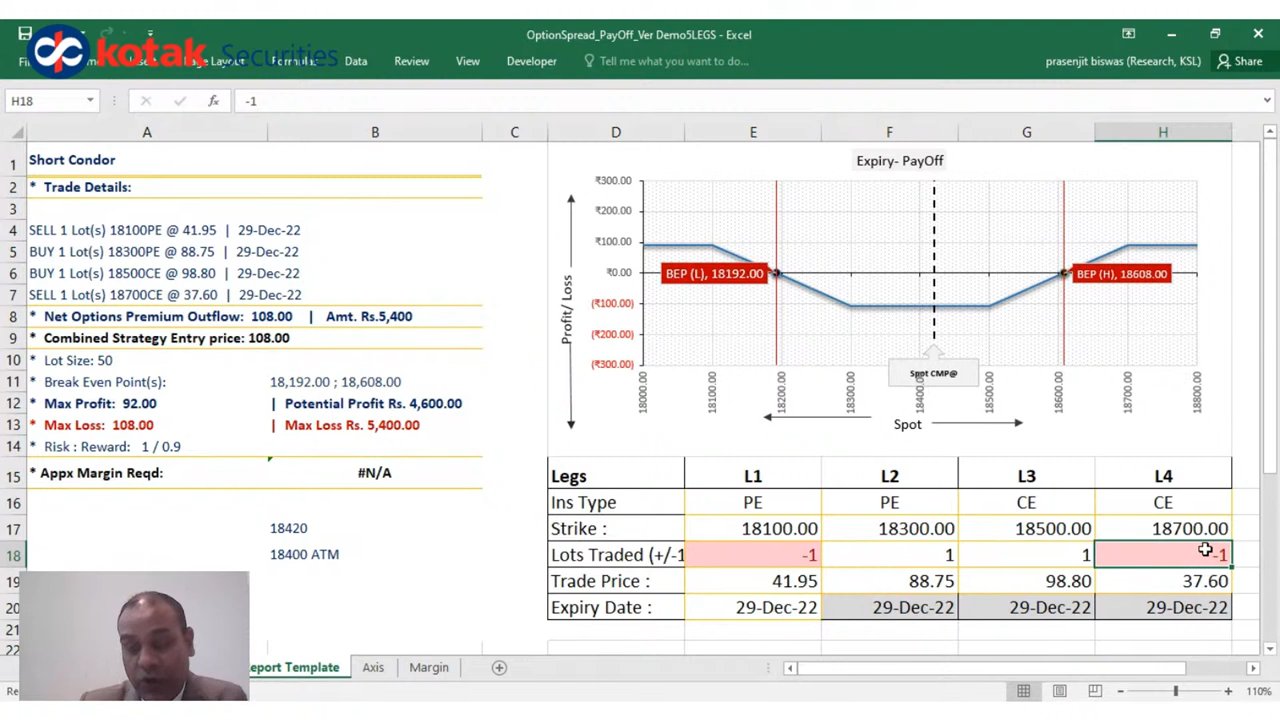 OptionSpread_PayOff_Ver Demo5LEGS - Excel
kotak Securities
Data Review View Developer Tell me what you want to do... prasenjit biswas (Research, KSL) Share
H18 fx -1
A B C D E F G H
1 Short Condor
2 * Trade Details:
3
4 SELL 1 Lot(s) 18100PE @ 41.95 | 29-Dec-22
5 BUY 1 Lot(s) 18300PE @ 88.75 | 29-Dec-22
6 BUY 1 Lot(s) 18500CE @ 98.80 | 29-Dec-22
7 SELL 1 Lot(s) 18700CE @ 37.60 | 29-Dec-22
8 * Net Options Premium Outflow: 108.00 | Amt. Rs.5,400
9 * Combined Strategy Entry price: 108.00
10 * Lot Size: 50
11 * Break Even Point(s): 18,192.00 ; 18,608.00
12 * Max Profit: 92.00 | Potential Profit Rs. 4,600.00
13 * Max Loss: 108.00 | Max Loss Rs. 5,400.00
14 * Risk : Reward: 1 / 0.9
15 * Appx Margin Reqd: #N/A
16
17 18420
18 18400 ATM
19
20
21
22
Expiry- PayOff
Profit/ Loss
₹300.00
₹200.00
₹100.00
₹0.00
(₹100.00)
(₹200.00)
(₹300.00)
BEP (L), 18192.00
BEP (H), 18608.00
Spot CMP@
18000.00 18100.00 18200.00 18300.00 18400.00 18500.00 18600.00 18700.00 18800.00
Spot
Legs L1 L2 L3 L4
Ins Type PE PE CE CE
Strike : 18100.00 18300.00 18500.00 18700.00
Lots Traded (+/-1 -1 1 1 -1
Trade Price : 41.95 88.75 98.80 37.60
Expiry Date : 29-Dec-22 29-Dec-22 29-Dec-22 29-Dec-22
eport Template Axis Margin
Re 110%